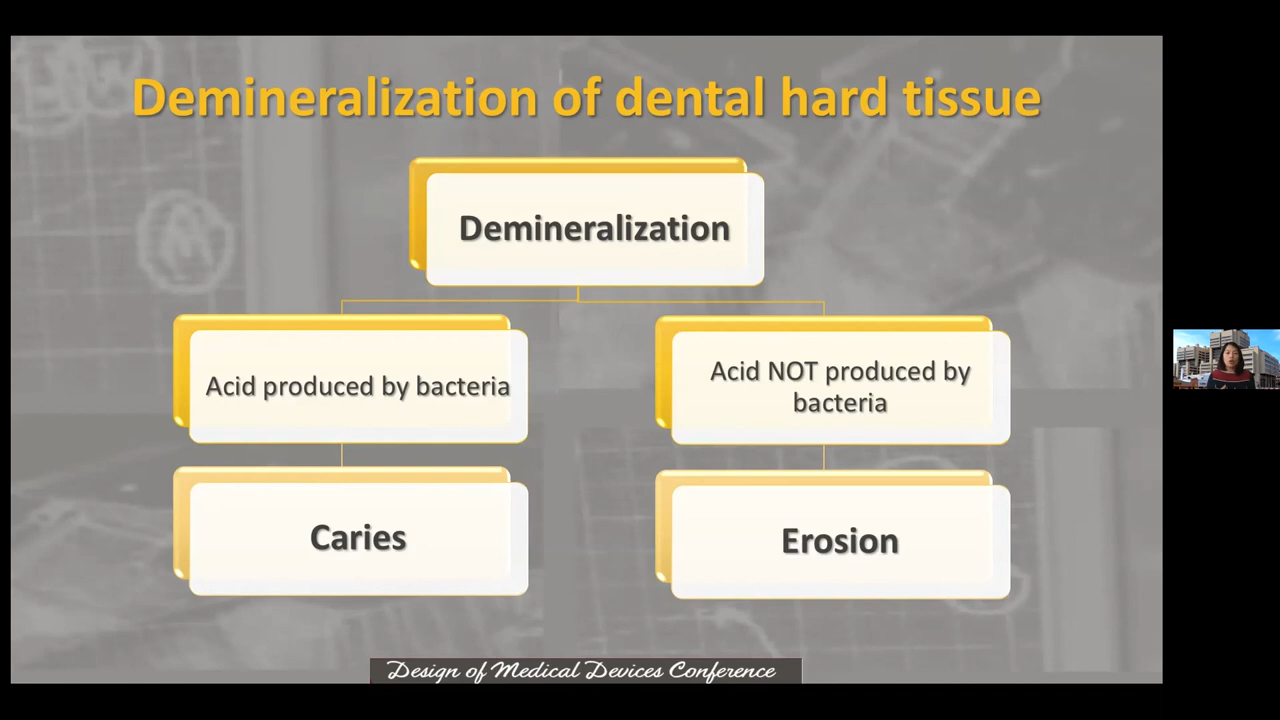 Demineralization of dental hard tissue
Demineralization
Acid produced by bacteria
Acid NOT produced by
bacteria
Caries
Erosion
Design of Medical Devices Conference